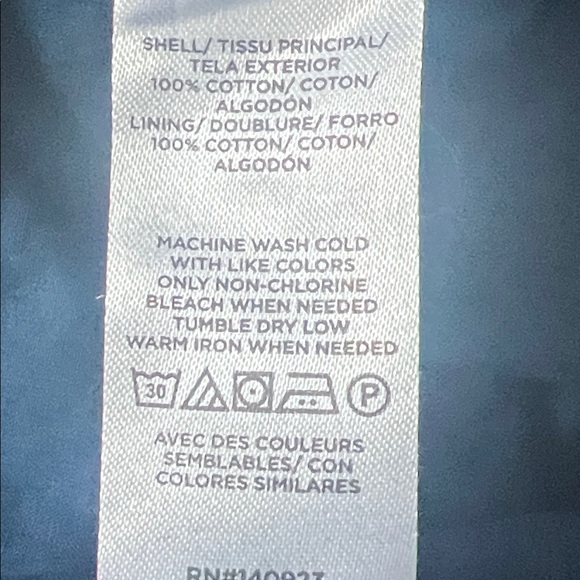 SHELL/ TISSU PRINCIPAL/
TELA EXTERIOR
100% COTTON/ COTON/
ALGODÓN
LINING/ DOUBLURE/ FORRO
100% COTTON/ COTON/
ALGODÓN
MACHINE WASH COLD
WITH LIKE COLORS
ONLY NON-CHLORINE
BLEACH WHEN NEEDED
TUMBLE DRY LOW
WARM IRON WHEN NEEDED
30 P
AVEC DES COULEURS
SEMBLABLES/ CON
COLORES SIMILARES
RN#140927